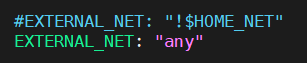 #EXTERNAL_NET: "!$HOME_NET"
EXTERNAL_NET: "any"